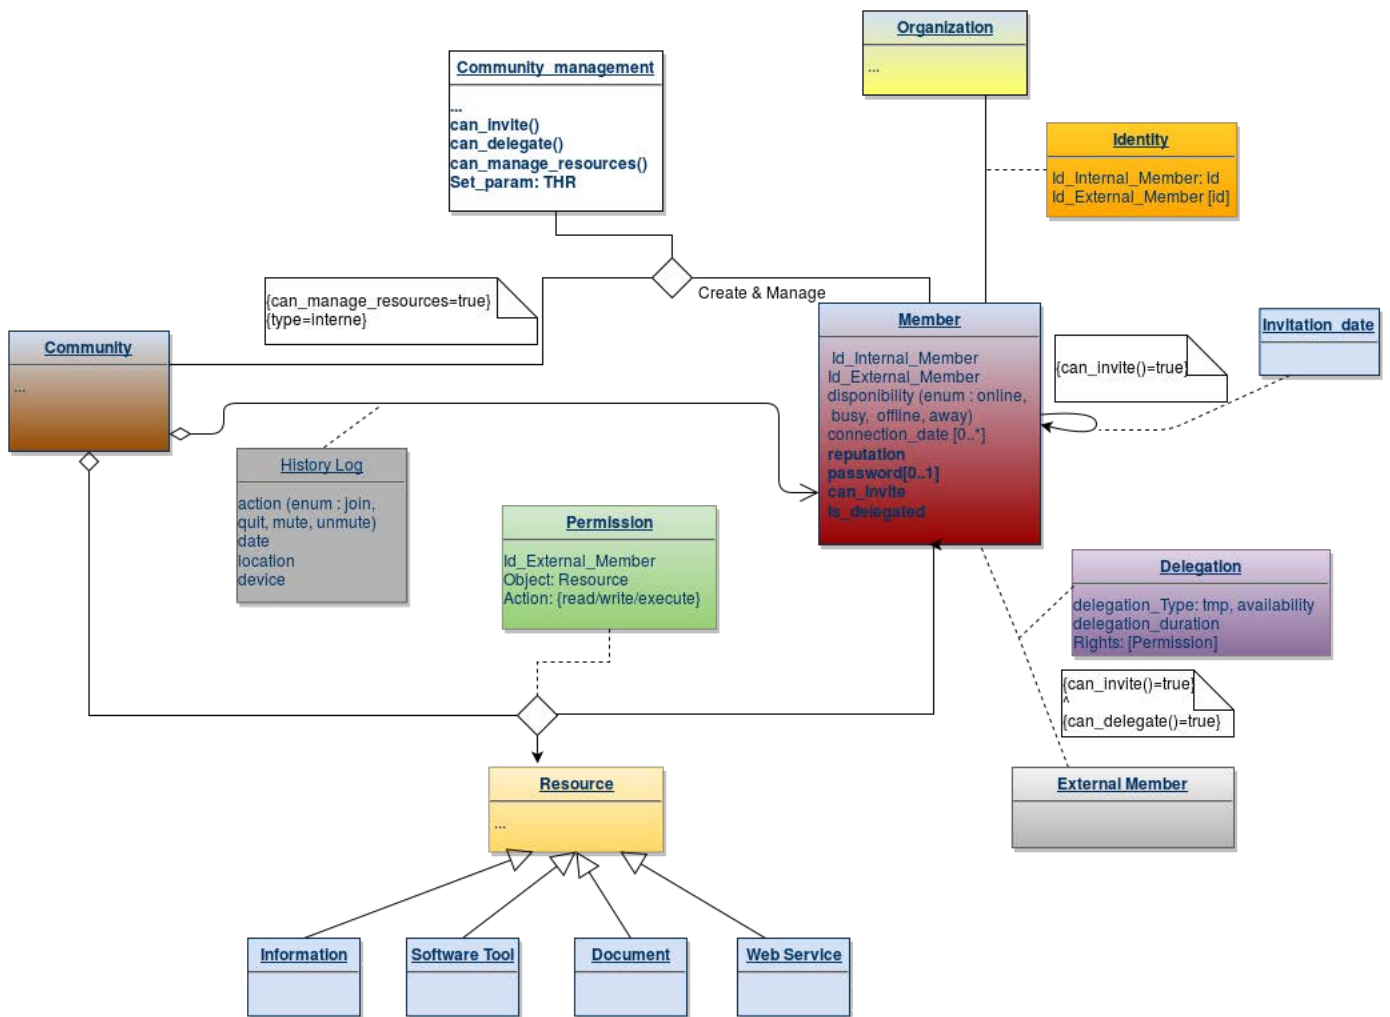 Organization
...
Community_management
...
can_invite()
can_delegate()
can_manage_resources()
Set_param: THR
Identity
Id_Internal_Member: Id
Id_External_Member [id]
{can_manage_resources=true}
{type=interne}
Create & Manage
Member
Id_Internal_Member
Id_External_Member
disponibility (enum : online,
busy, offline, away)
connection_date [0..*]
reputation
password[0..1]
can_invite
is_delegated
Invitation_date
{can_invite()=true}
Community
...
History Log
action (enum : join,
quit, mute, unmute)
date
location
device
Permission
Id_External_Member
Object: Resource
Action: {read/write/execute}
Delegation
delegation_Type: tmp, availability
delegation_duration
Rights: [Permission]
{can_invite()=true}
^
{can_delegate()=true}
Resource
...
External Member
Information
Software Tool
Document
Web Service